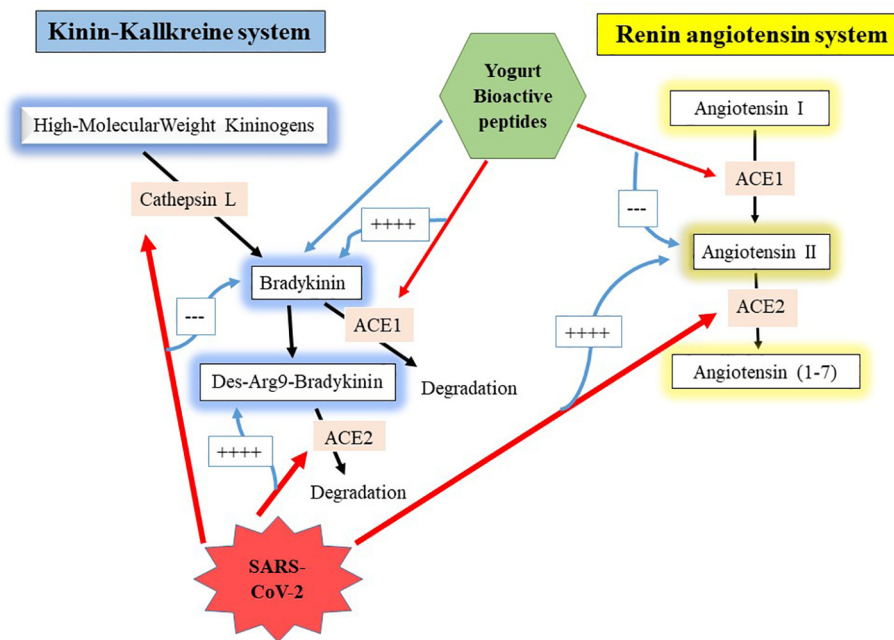 Kinin-Kallkreine system
Renin angiotensin system
Yogurt
Bioactive
peptides
High-MolecularWeight Kininogens
Angiotensin I
Cathepsin L
ACE1
++++
---
Bradykinin
Angiotensin II
---
ACE1
ACE2
++++
Des-Arg9-Bradykinin
Degradation
Angiotensin (1-7)
++++
ACE2
Degradation
SARS-
CoV-2